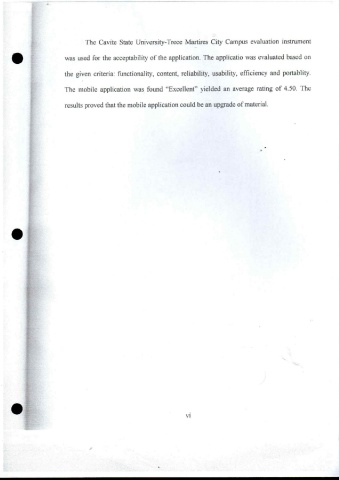 The Cavite State University-Trece Martires City Campus evaluation instrument
was used for the acceptability of the application. The applicatio was evaluated based on
the given criteria: functionality, content, reliability, usability, efficiency and portablity.
The mobile application was found "Excellent" yielded an average rating of 4.50. The
results proved that the mobile application could be an upgrade of material.
vi